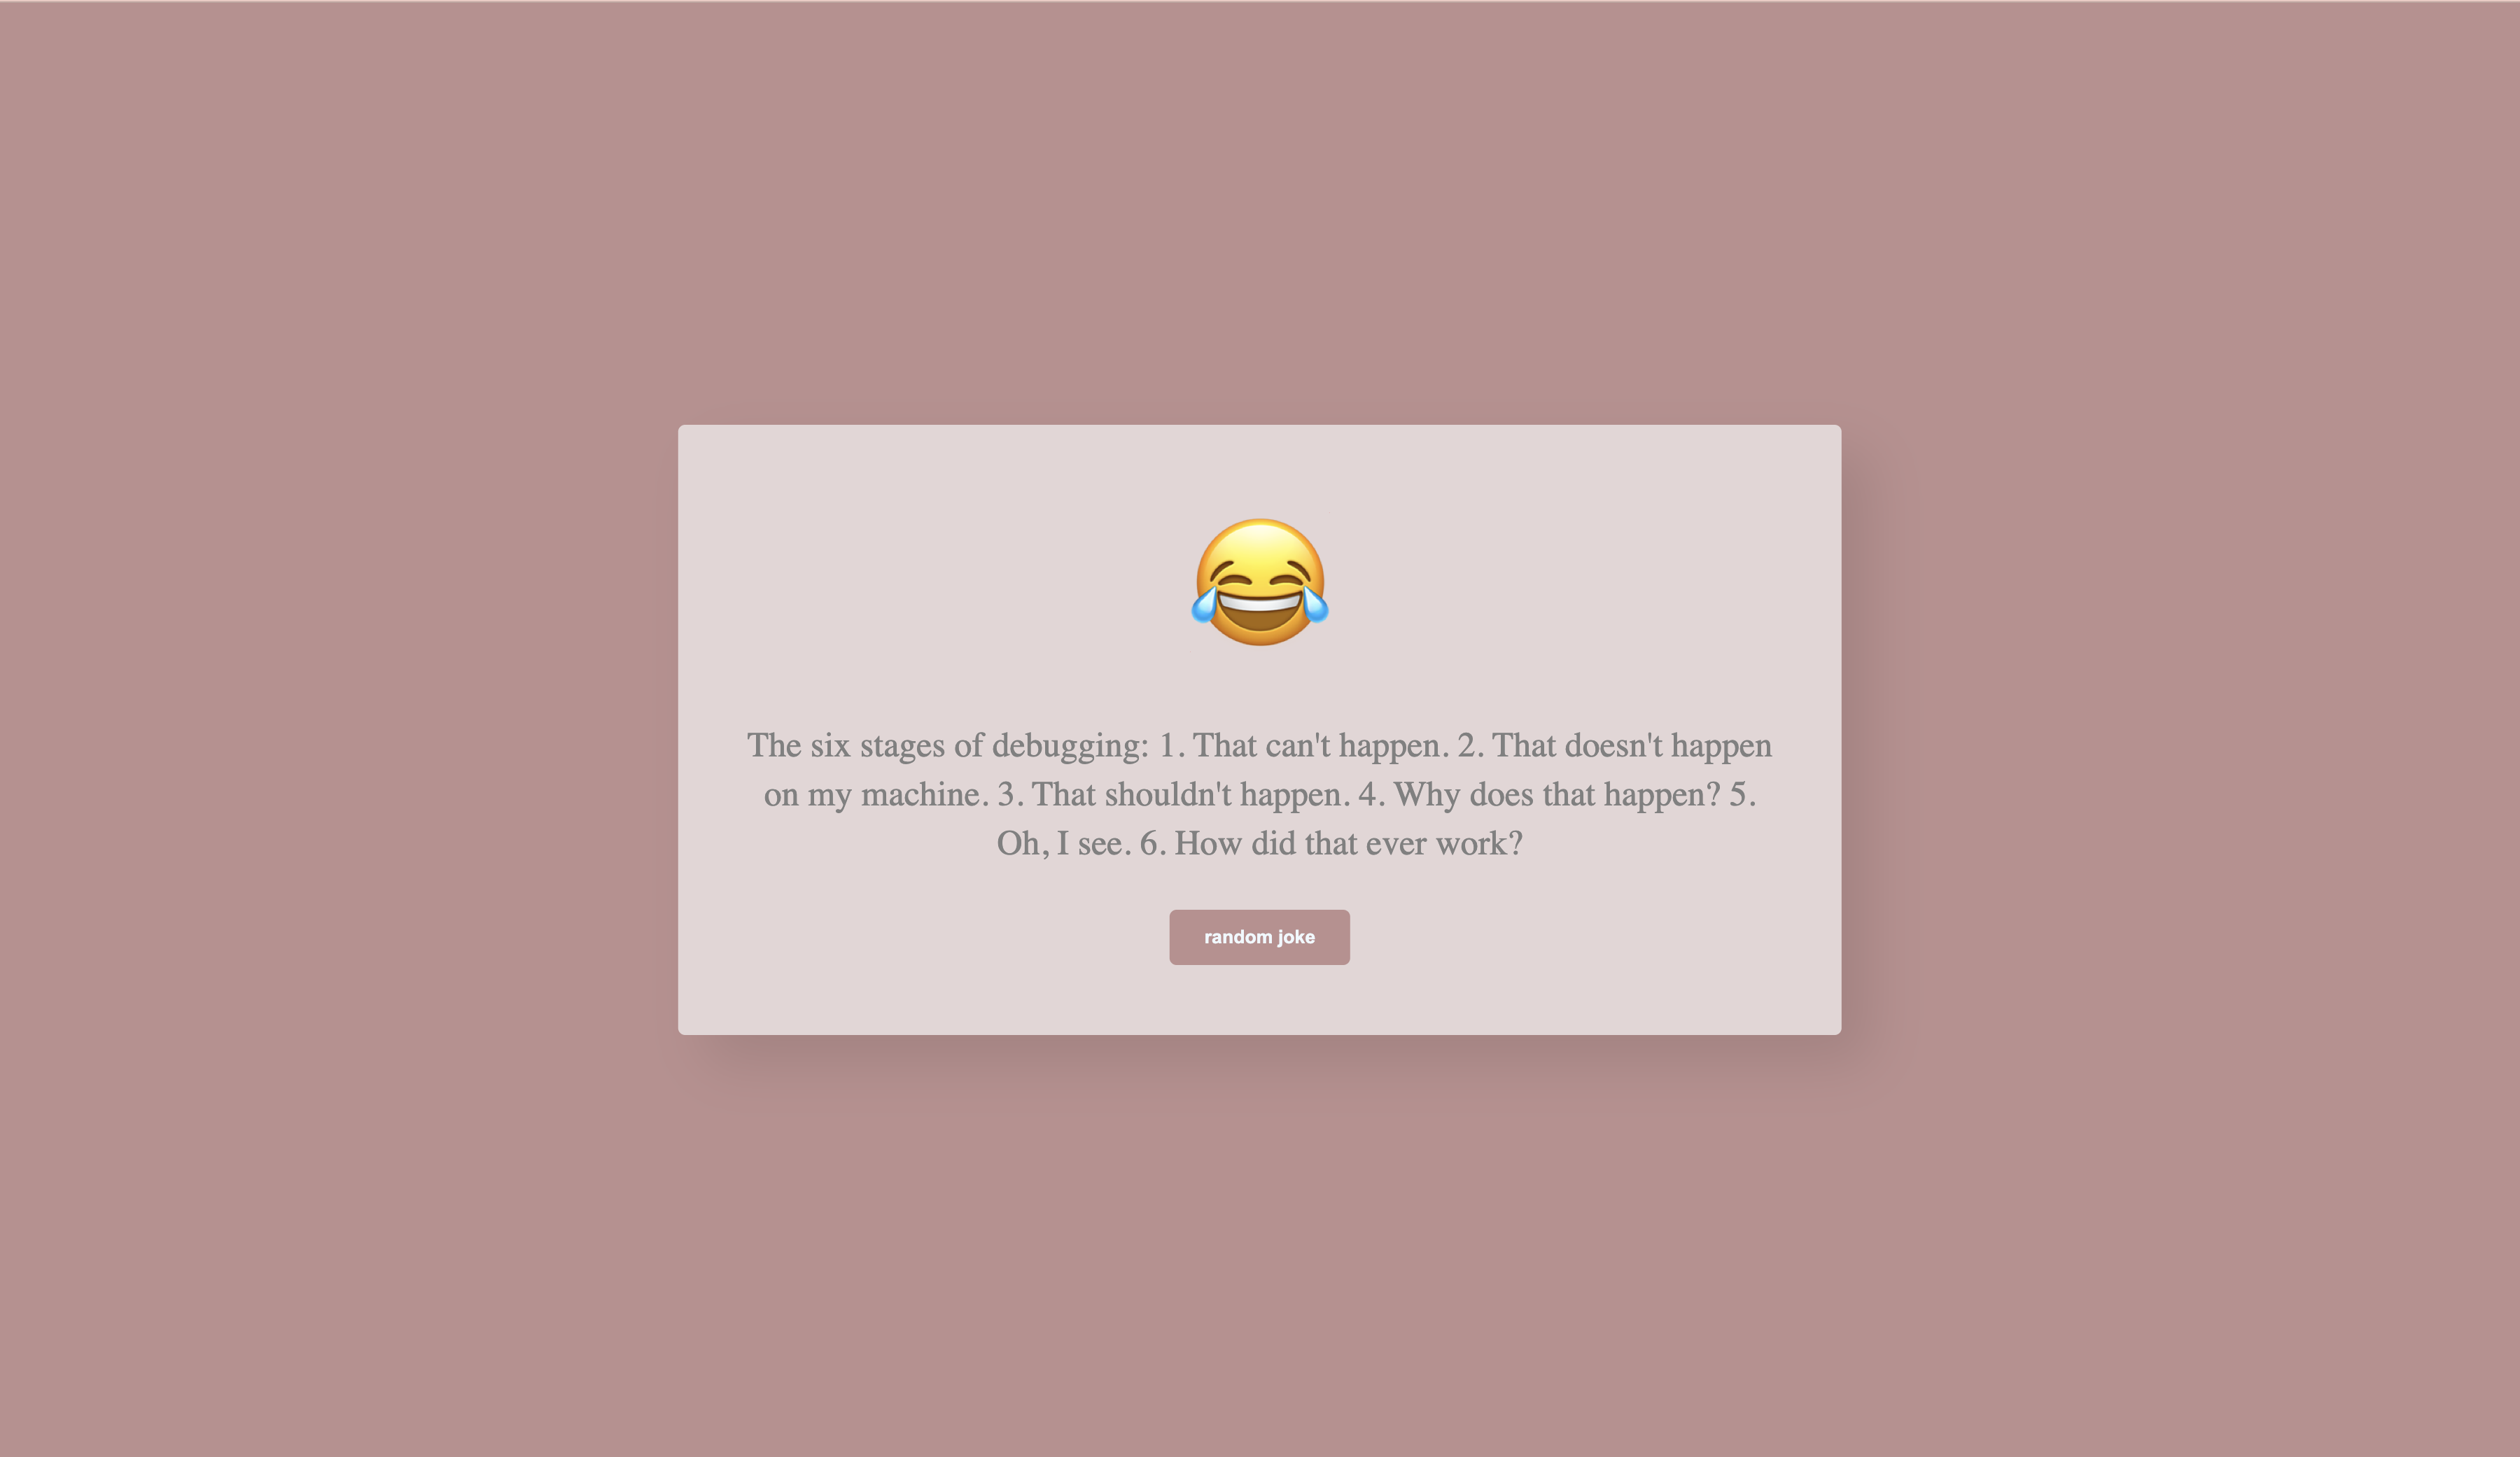 The six stages of debugging: 1. That can't happen. 2. That doesn't happen
on my machine. 3. That shouldn't happen. 4. Why does that happen? 5.
Oh, I see. 6. How did that ever work?
random joke